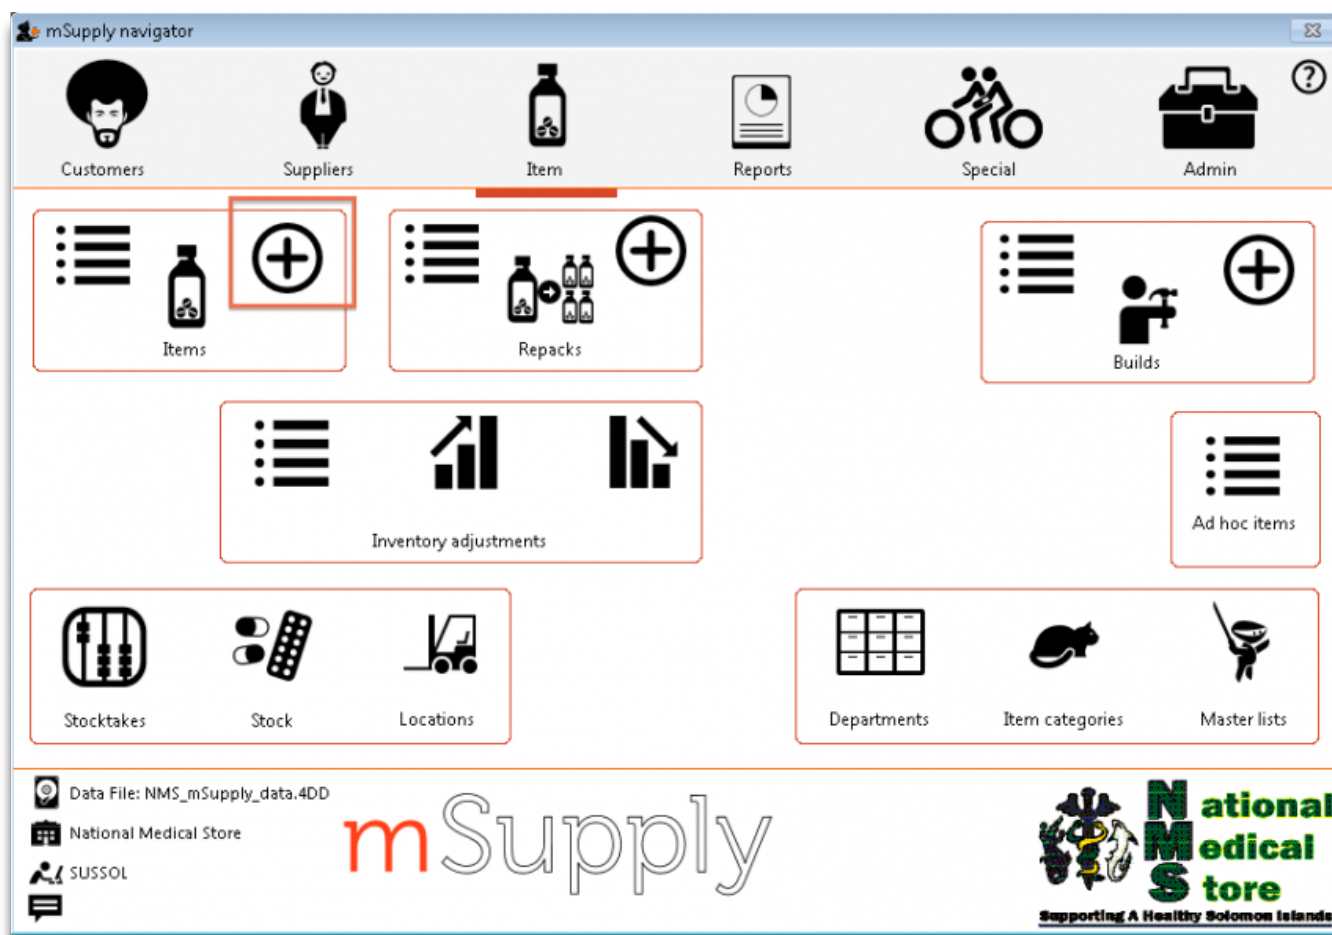 mSupply navigator
Customers
Suppliers
Item
Reports
Special
Admin
?
Items
Repacks
Builds
Inventory adjustments
Ad hoc items
Stocktakes
Stock
Locations
Departments
Item categories
Master lists
Data File: NMS_mSupply_data.4DD
National Medical Store
SUSSOL
mSupply
National
Medical
Store
Supporting A Healthy Solomon Islands